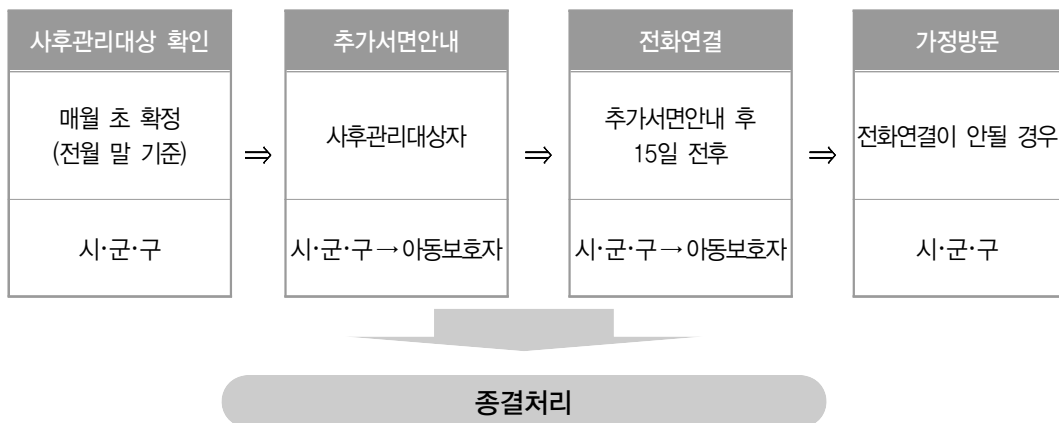 사후관리대상 확인
매월 초 확정
(전월 말 기준)
시·군·구
⇒
추가서면안내
사후관리대상자
시·군·구→아동보호자
⇒
전화연결
추가서면안내 후
15일 전후
시·군·구→아동보호자
⇒
가정방문
전화연결이 안될 경우
시·군·구
종결처리